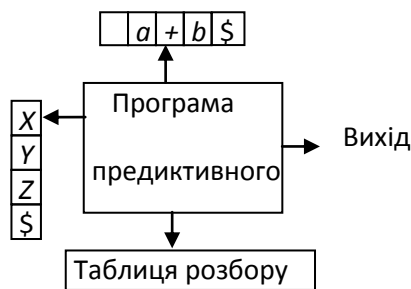 a + b $
X
Y
Z
$
Програма
предиктивного
Вихід
Таблиця розбору